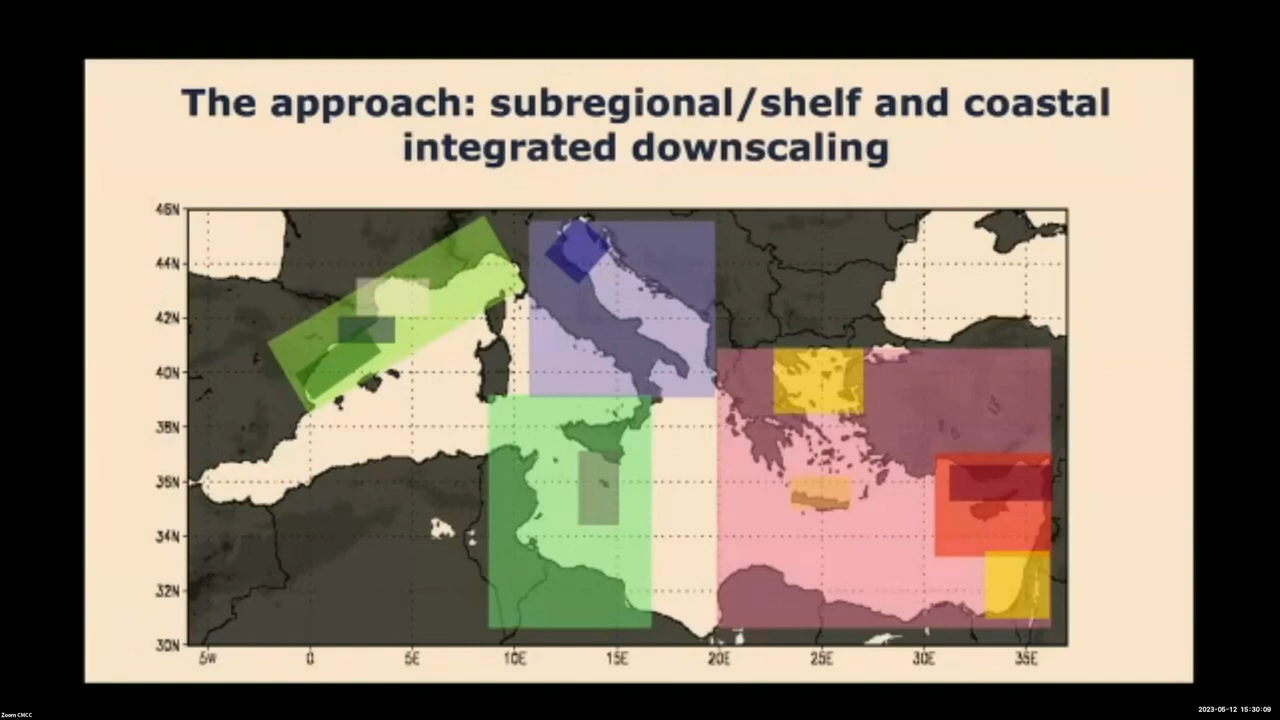 The approach: subregional/shelf and coastal
integrated downscaling
46N
44N
42N
40N
38N
36N
34N
32N
30N
5W 0 5E 10E 15E 20E 25E 30E 35E
Zoom CMCC
2023-05-12 15:30:09